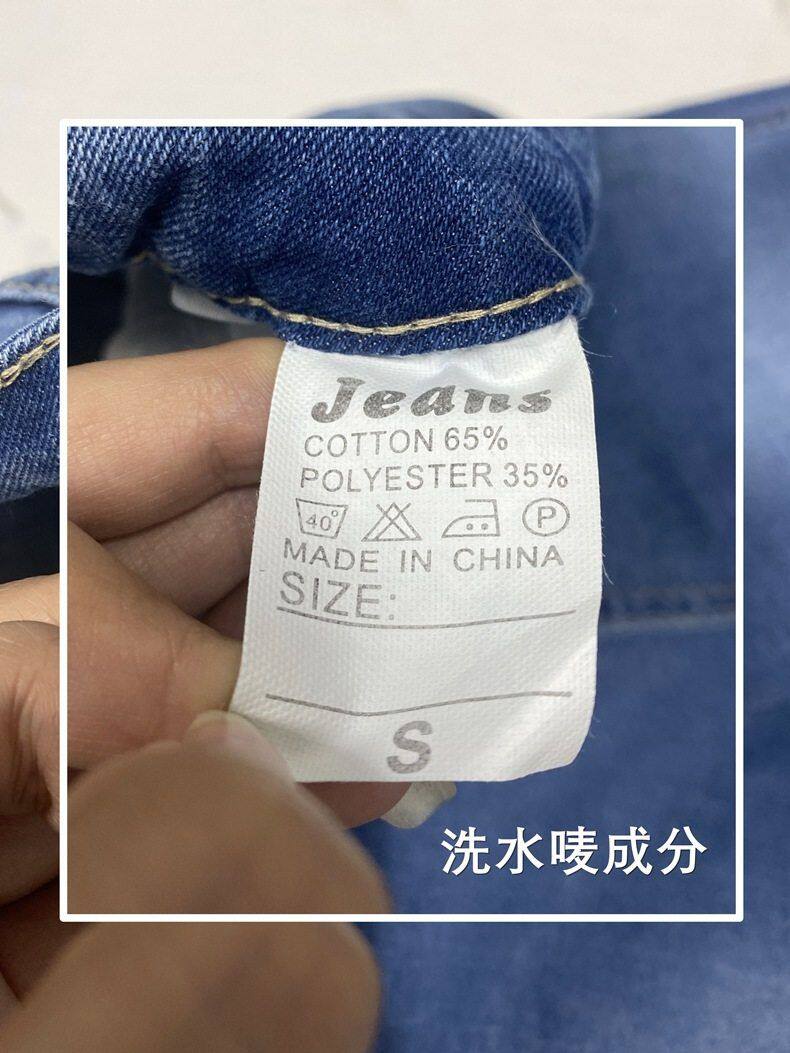 Jeans
COTTON 65%
POLYESTER 35%
40° P
MADE IN CHINA
SIZE:
S
洗水唛成分